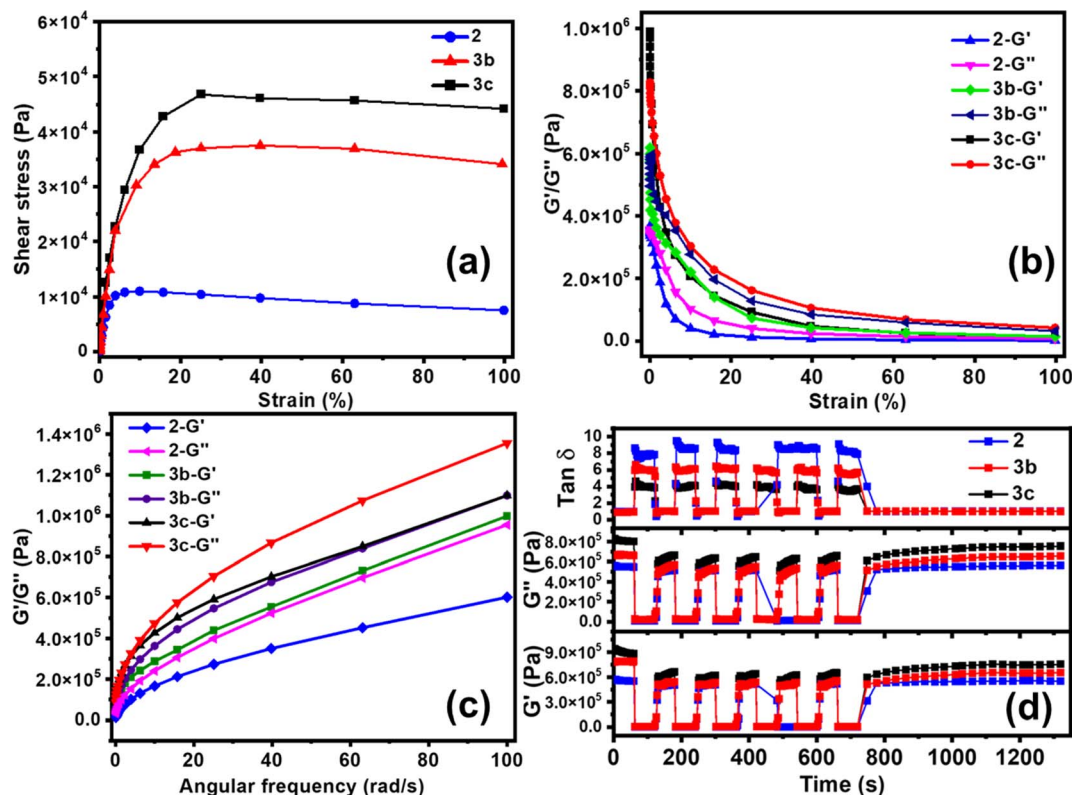 (a)
2
3b
3c
6×10⁴
5×10⁴
4×10⁴
3×10⁴
2×10⁴
1×10⁴
0
Shear stress (Pa)
0 20 40 60 80 100
Strain (%)
(b)
2-G'
2-G"
3b-G'
3b-G"
3c-G'
3c-G"
1.0×10⁶
8.0×10⁵
6.0×10⁵
4.0×10⁵
2.0×10⁵
0.0
G'/G" (Pa)
0 20 40 60 80 100
Strain (%)
(c)
2-G'
2-G"
3b-G'
3b-G"
3c-G'
3c-G"
1.4×10⁶
1.2×10⁶
1.0×10⁶
8.0×10⁵
6.0×10⁵
4.0×10⁵
2.0×10⁵
0.0
G'/G" (Pa)
0 20 40 60 80 100
Angular frequency (rad/s)
(d)
2
3b
3c
10
8
6
4
2
0
Tan δ
8.0×10⁵
6.0×10⁵
4.0×10⁵
2.0×10⁵
0.0
G" (Pa)
9.0×10⁵
6.0×10⁵
3.0×10⁵
0.0
G' (Pa)
0 200 400 600 800 1000 1200
Time (s)